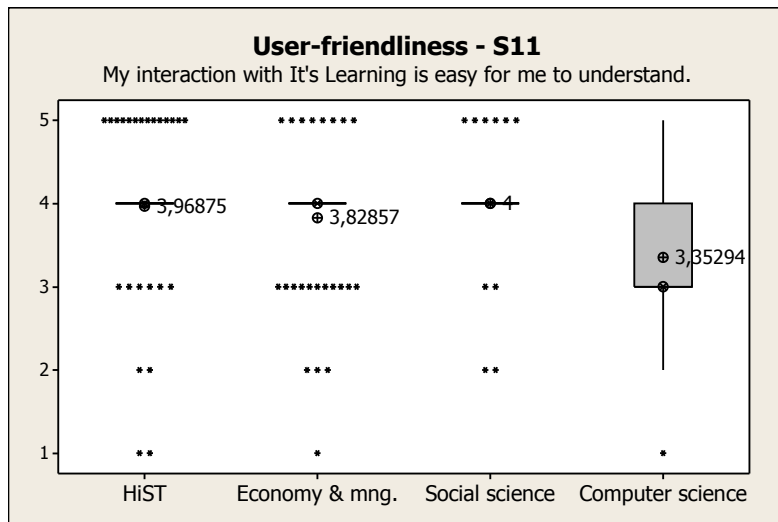 User-friendliness - S11
My interaction with It's Learning is easy for me to understand.
5
4
3
2
1
3,96875
3,82857
4
3,35294
HiST
Economy & mng.
Social science
Computer science